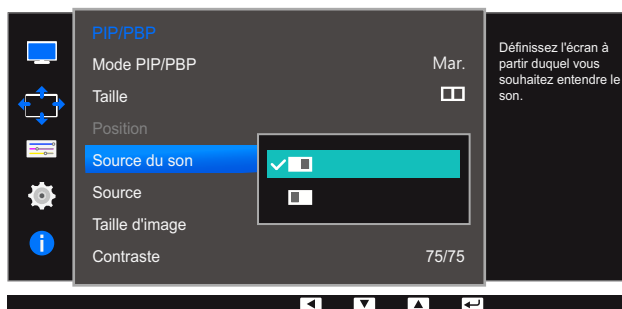 PIP/PBP
Mode PIP/PBP Mar.
Taille
Position
Source du son
Source
Taille d'image
Contraste 75/75
Définissez l'écran à
partir duquel vous
souhaitez entendre le
son.